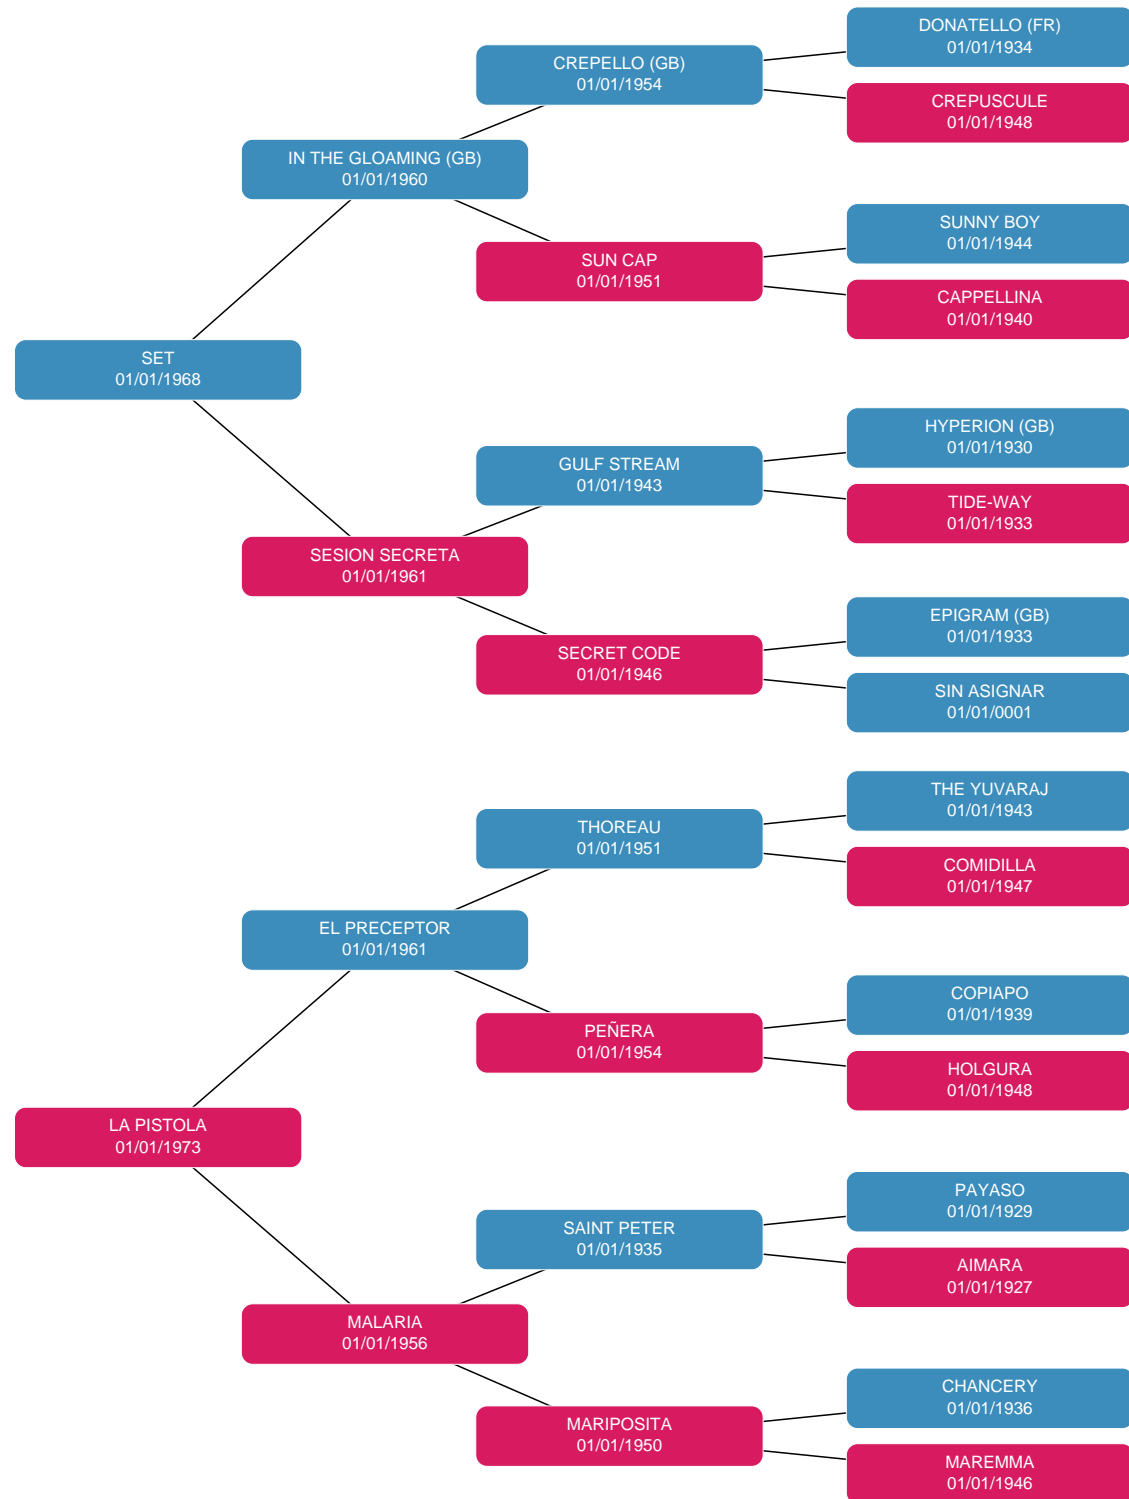 DONATELLO (FR)
01/01/1934
CREPELLO (GB)
01/01/1954
CREPUSCULE
01/01/1948
IN THE GLOAMING (GB)
01/01/1960
SUNNY BOY
01/01/1944
SUN CAP
01/01/1951
CAPPELLINA
01/01/1940
SET
01/01/1968
HYPERION (GB)
01/01/1930
GULF STREAM
01/01/1943
TIDE-WAY
01/01/1933
SESION SECRETA
01/01/1961
EPIGRAM (GB)
01/01/1933
SECRET CODE
01/01/1946
SIN ASIGNAR
01/01/0001
THE YUVARAJ
01/01/1943
THOREAU
01/01/1951
COMIDILLA
01/01/1947
EL PRECEPTOR
01/01/1961
COPIAPO
01/01/1939
PEÑERA
01/01/1954
HOLGURA
01/01/1948
LA PISTOLA
01/01/1973
PAYASO
01/01/1929
SAINT PETER
01/01/1935
AIMARA
01/01/1927
MALARIA
01/01/1956
CHANCERY
01/01/1936
MARIPOSITA
01/01/1950
MAREMMA
01/01/1946